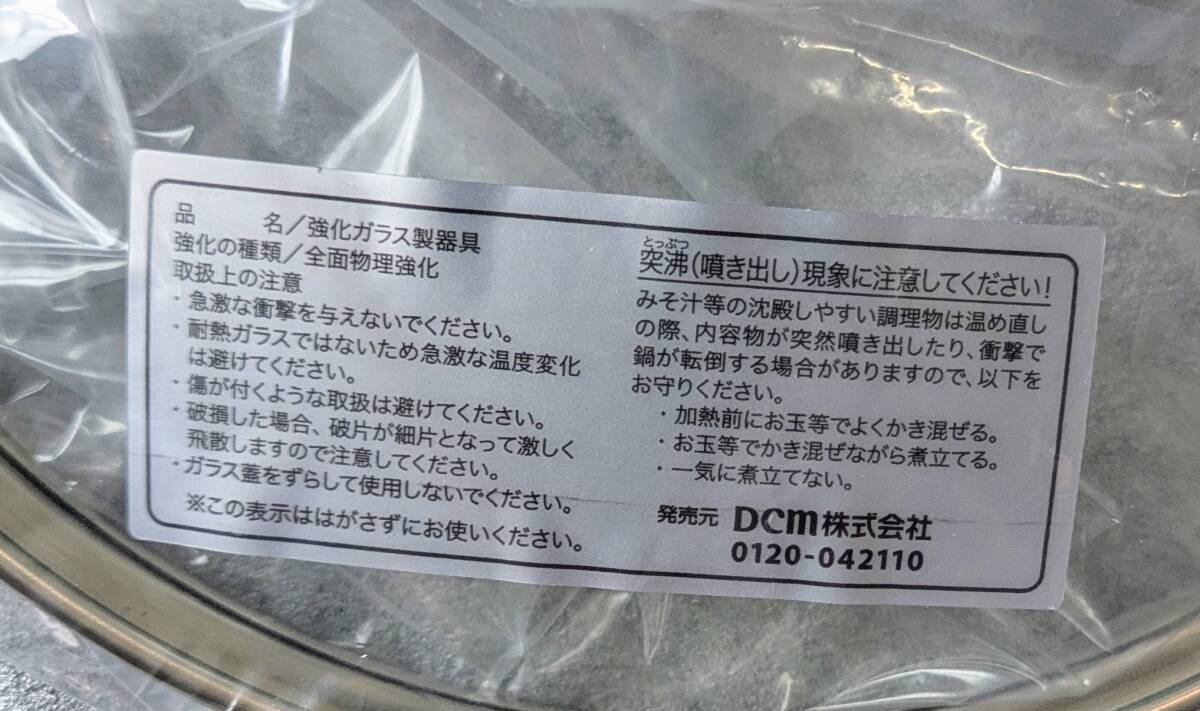 品　　　名／強化ガラス製器具
強化の種類／全面物理強化
取扱上の注意
・急激な衝撃を与えないでください。
・耐熱ガラスではないため急激な温度変化
は避けてください。
・傷が付くような取扱は避けてください。
・破損した場合、破片が細片となって激しく
飛散しますので注意してください。
・ガラス蓋をずらして使用しないでください。
※この表示ははがさずにお使いください。
とっぷつ
突沸(噴き出し)現象に注意してください!
みそ汁等の沈殿しやすい調理物は温め直し
の際、内容物が突然噴き出したり、衝撃で
鍋が転倒する場合がありますので、以下を
お守りください。
・加熱前にお玉等でよくかき混ぜる。
・お玉等でかき混ぜながら煮立てる。
・一気に煮立てない。
発売元 DCM株式会社
0120-042110